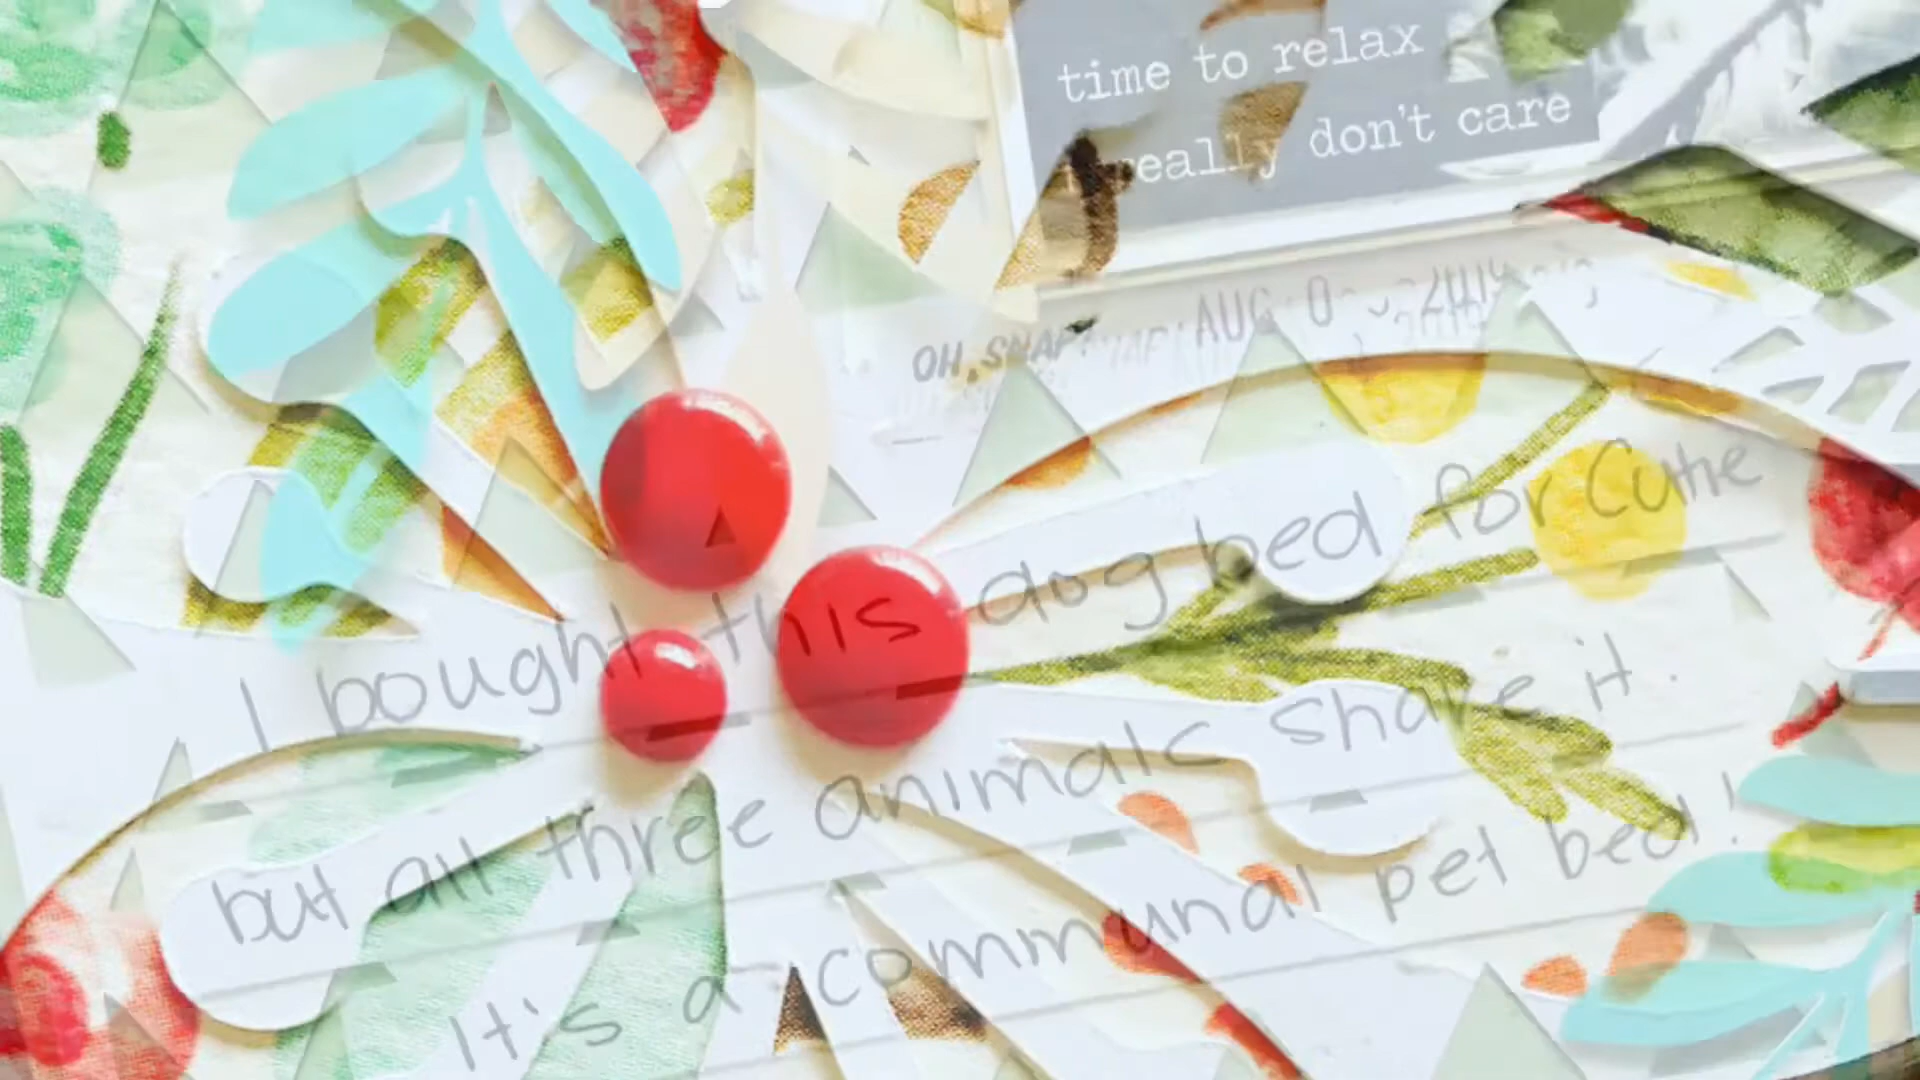 time to relax
really don't care
OH, SNAP! AUG
I bought this dog bed for Cutie
but all three animals share it.
It's a communal pet bed!